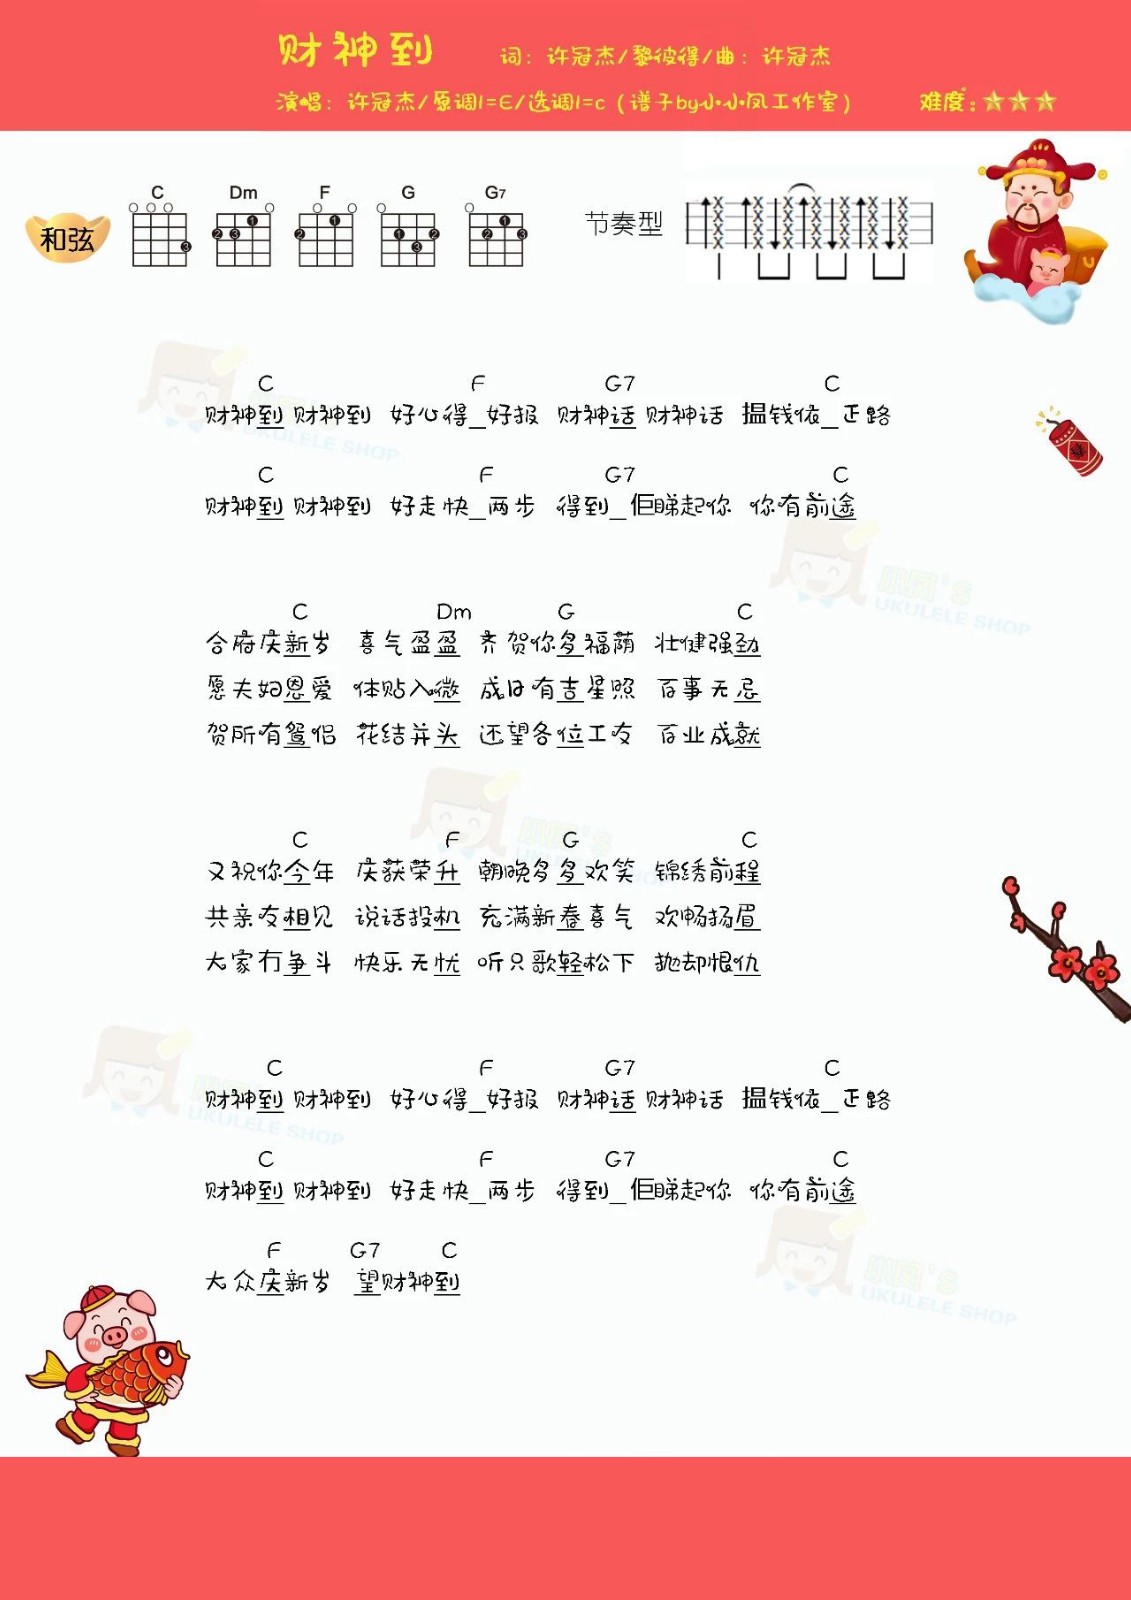 财神到 词：许冠杰/黎彼得/曲：许冠杰
演唱：许冠杰/原调1=E/选调1=c（谱子by小小凤工作室） 难度：
和弦 C Dm F G G7 节奏型
C F G7 C
财神到 财神到 好心得_好报 财神话 财神话 揾钱依_正路
C F G7 C
财神到 财神到 好走快_两步 得到_佢睇起你 你有前途
C Dm G C
合府庆新岁 喜气盈盈 齐贺你多福荫 壮健强劲
愿夫妇恩爱 体贴入微 成日有吉星照 百事无忌
贺所有鸳侣 花结并头 还望各位工友 百业成就
C F G C
又祝你今年 庆获荣升 朝晚多多欢笑 锦绣前程
共亲友相见 说话投机 充满新春喜气 欢畅扬眉
大家冇争斗 快乐无忧 听只歌轻松下 抛却恨仇
C F G7 C
财神到 财神到 好心得_好报 财神话 财神话 揾钱依_正路
C F G7 C
财神到 财神到 好走快_两步 得到_佢睇起你 你有前途
F G7 C
大众庆新岁 望财神到
小凤's
UKULELE SHOP